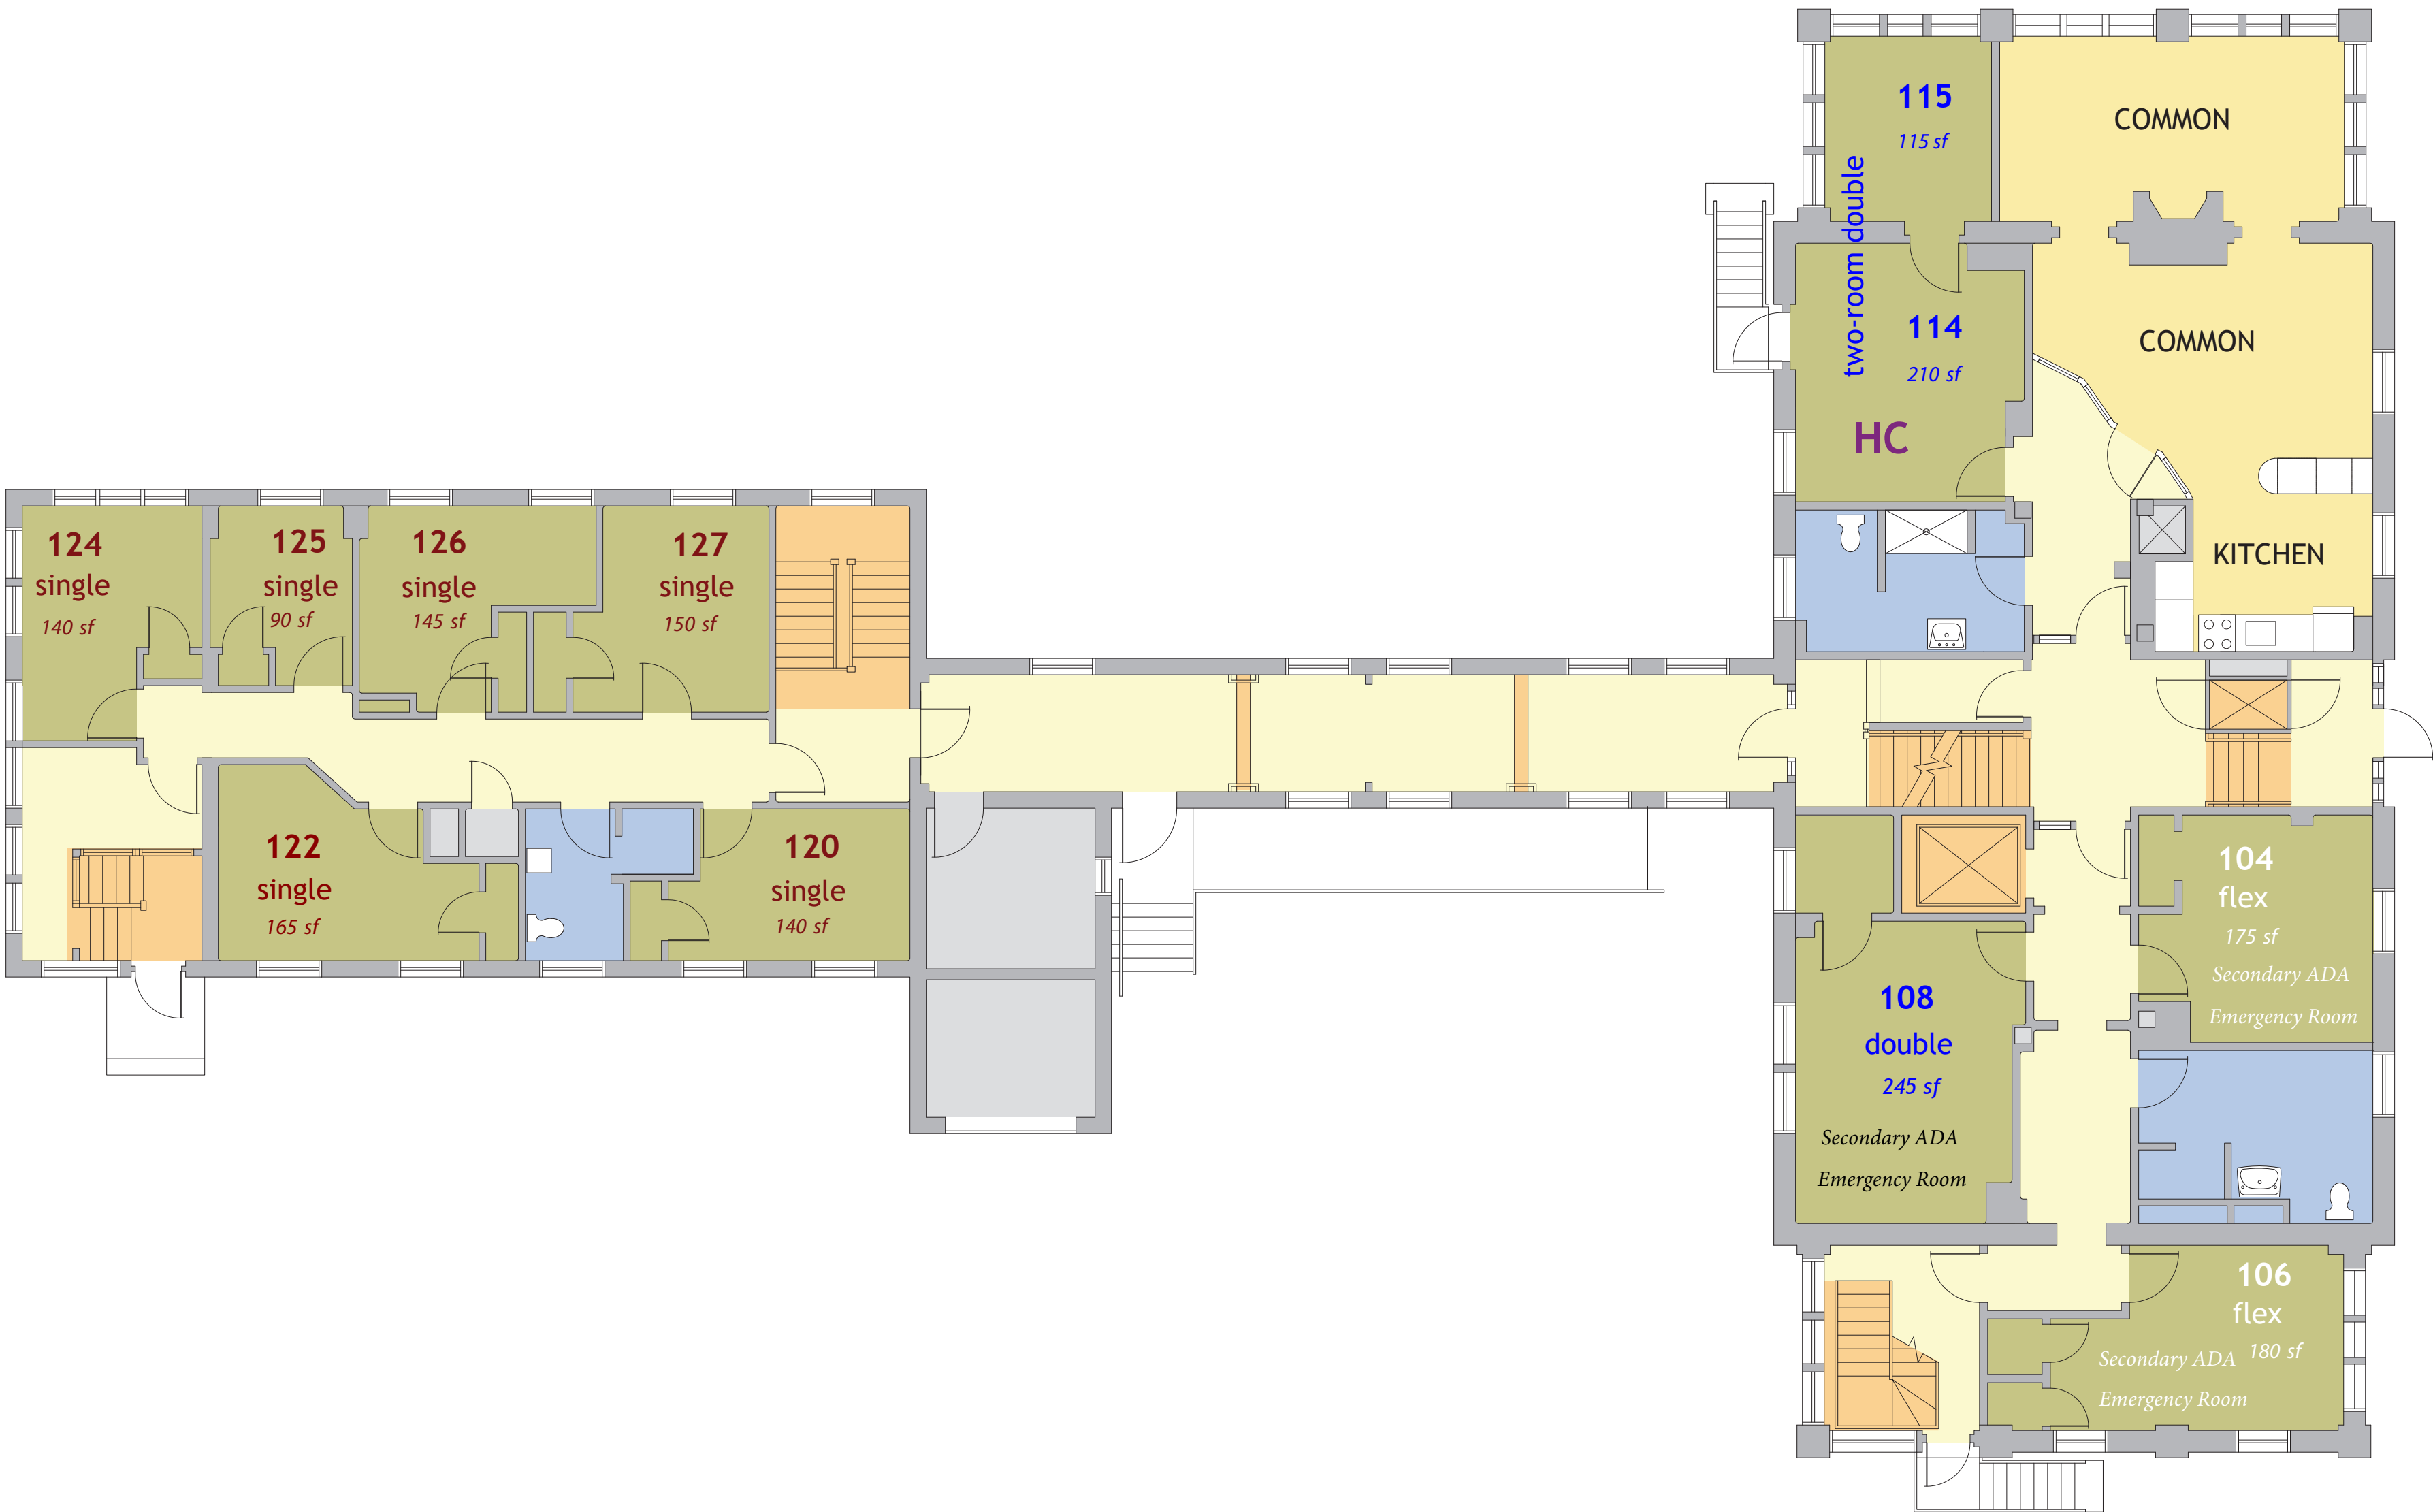 115
115 sf
two-room double
COMMON
114
210 sf
HC
COMMON
KITCHEN
124
single
140 sf
125
single
90 sf
126
single
145 sf
127
single
150 sf
122
single
165 sf
120
single
140 sf
104
flex
175 sf
Secondary ADA
Emergency Room
108
double
245 sf
Secondary ADA
Emergency Room
106
flex
180 sf
Secondary ADA
Emergency Room